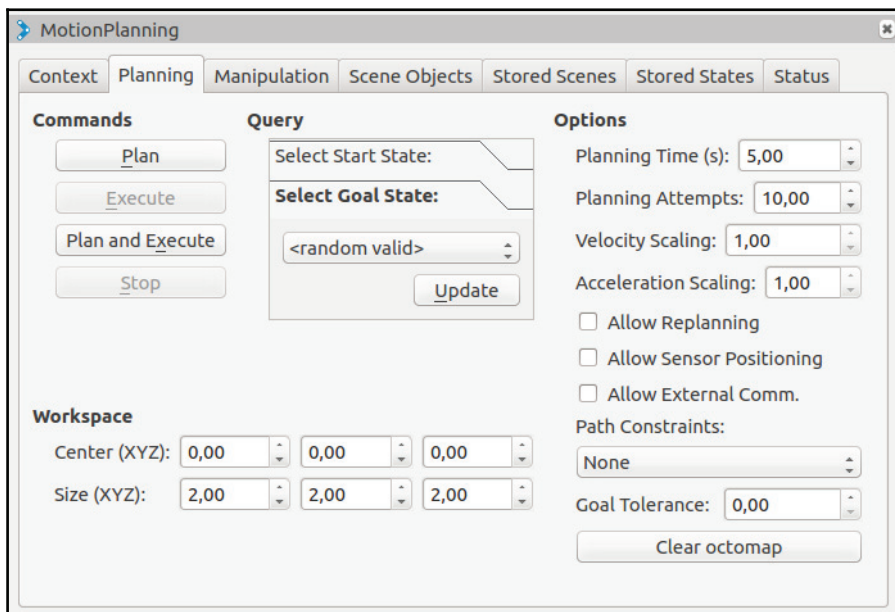 MotionPlanning
Context Planning Manipulation Scene Objects Stored Scenes Stored States Status
Commands
Plan
Execute
Plan and Execute
Stop
Query
Select Start State:
Select Goal State:
<random valid>
Update
Options
Planning Time (s): 5,00
Planning Attempts: 10,00
Velocity Scaling: 1,00
Acceleration Scaling: 1,00
Allow Replanning
Allow Sensor Positioning
Allow External Comm.
Path Constraints:
None
Goal Tolerance: 0,00
Clear octomap
Workspace
Center (XYZ): 0,00 0,00 0,00
Size (XYZ): 2,00 2,00 2,00